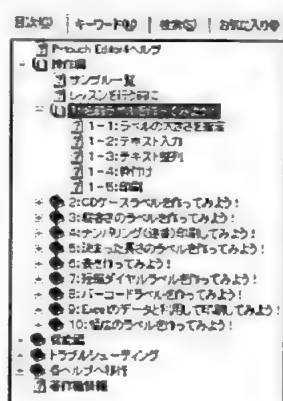 目次(C) キーワード(N) 検索(S) お気に入り(I)
P-touch Editor4ヘルプ
操作編
サンプル一覧
レッスンを行う前に
1:名前ラベルを作ってみよう!
1-1:ラベルの大きさを設定
1-2:テキスト入力
1-3:テキスト整列
1-4:枠付け
1-5:印刷
2:CDケースラベルを作ってみよう!
3:縦書きのラベルを作ってみよう!
4:ナンバリング(連番)印刷してみよう!
5:決まった長さのラベルを作ってみよう!
6:表を作ってみよう!
7:短縮ダイヤルラベルを作ってみよう!
8:バーコードラベルを作ってみよう!
9:Excelのデータを利用して印刷してみよう!
10:幅広のラベルを作ってみよう!
トラブルシューティング
各ヘルプへ移行
著作権情報